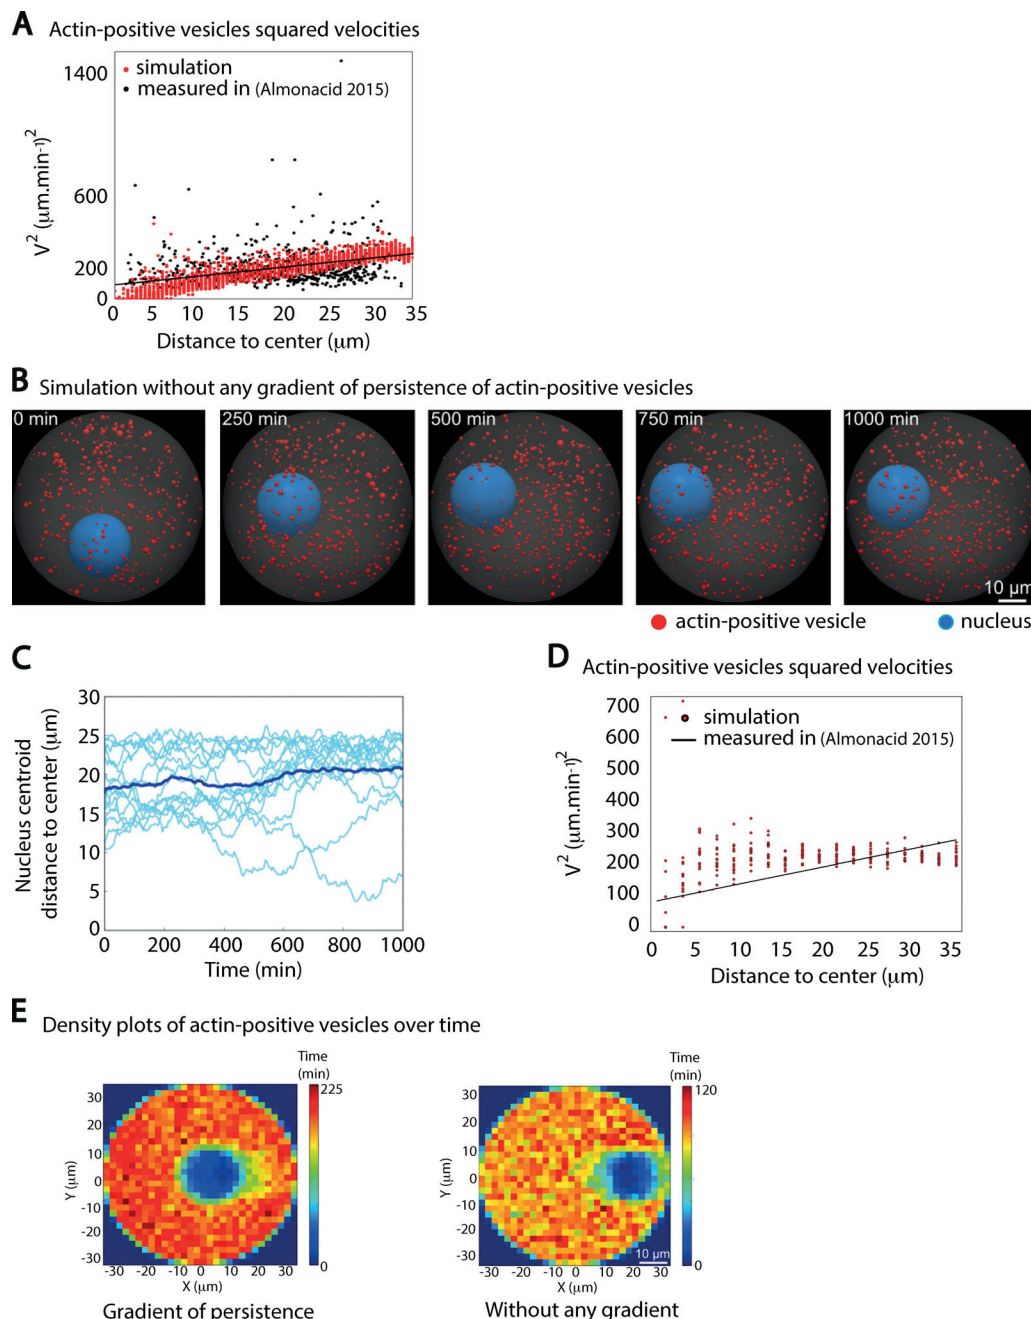 A Actin-positive vesicles squared velocities
simulation
measured in (Almonacid 2015)
V² (μm.min⁻¹)²
1400
600
200
0
0 5 10 15 20 25 30 35
Distance to center (μm)
B Simulation without any gradient of persistence of actin-positive vesicles
0 min 250 min 500 min 750 min 1000 min
10 μm
actin-positive vesicle nucleus
C
Nucleus centroid
distance to center (μm)
30
25
20
15
10
5
0
0 200 400 600 800 1000
Time (min)
D Actin-positive vesicles squared velocities
simulation
measured in (Almonacid 2015)
V² (μm.min⁻¹)²
700
600
500
400
300
200
100
0
0 5 10 15 20 25 30 35
Distance to center (μm)
E Density plots of actin-positive vesicles over time
Time
(min)
225
0
Y (μm)
30
20
10
0
-10
-20
-30
-30 -20 -10 0 10 20 30
X (μm)
Gradient of persistence
Time
(min)
120
0
Y (μm)
30
20
10
0
-10
-20
-30
10 μm
-30 -20 -10 0 10 20 30
X (μm)
Without any gradient